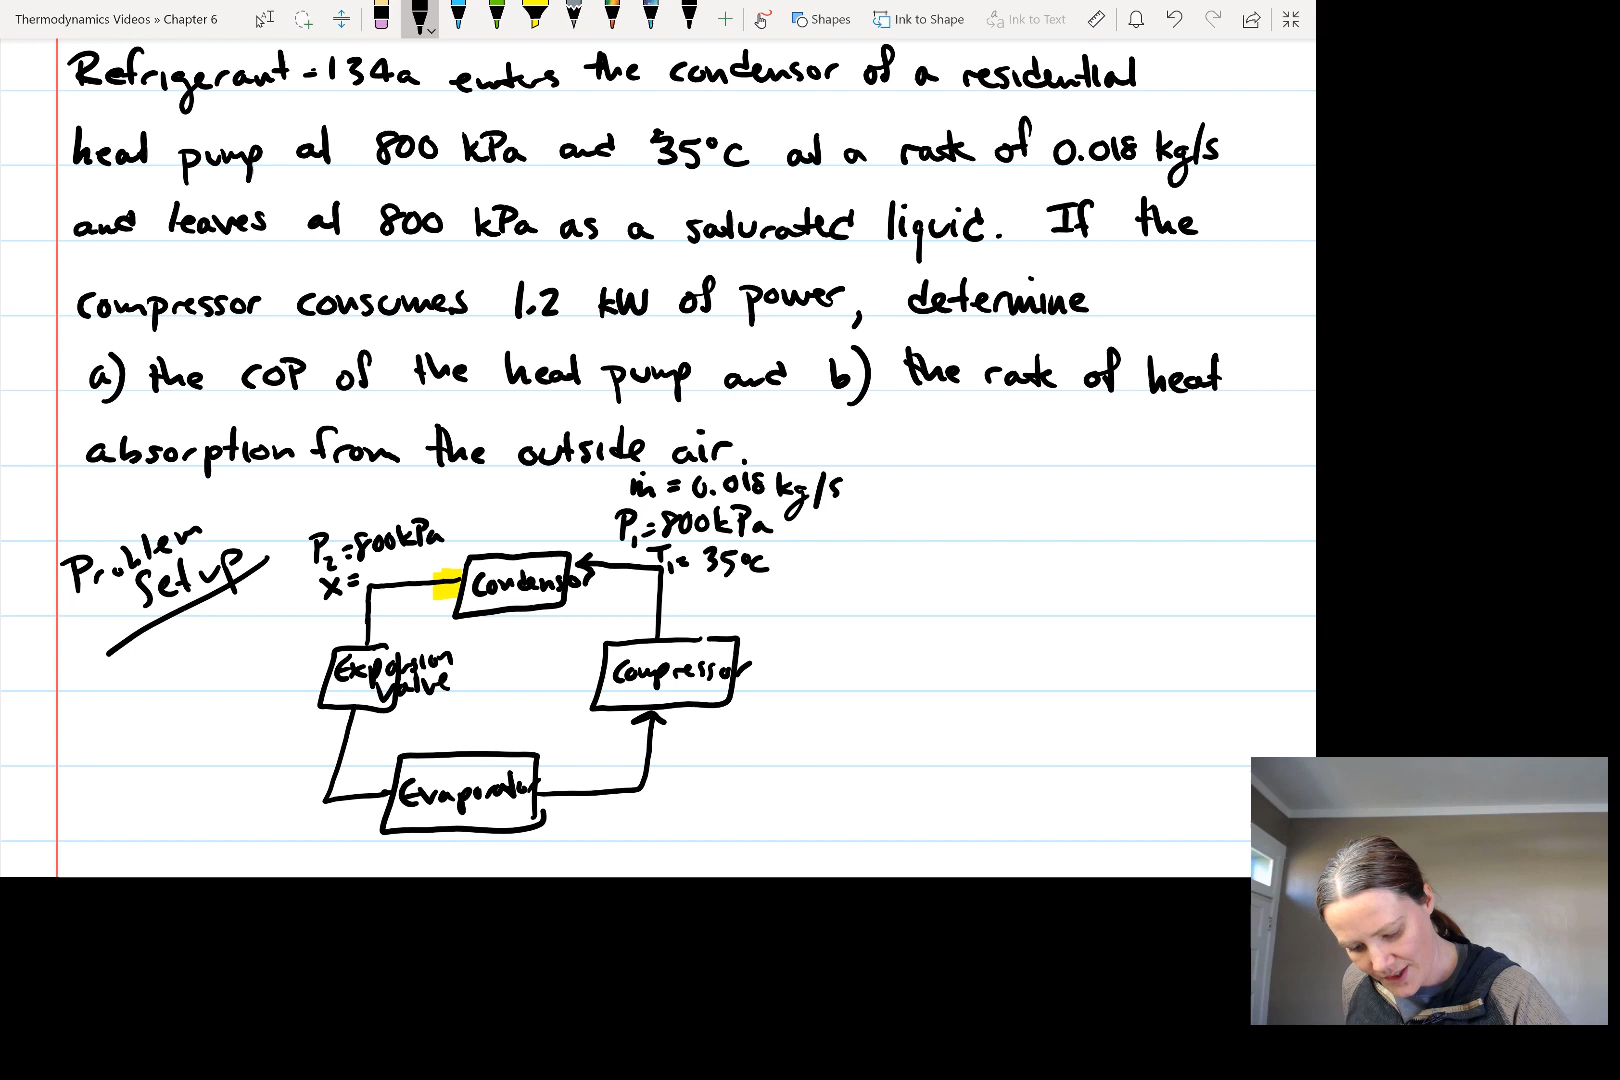 Thermodynamics Videos » Chapter 6
Shapes
Ink to Shape
Ink to Text
Refrigerant-134a enters the condensor of a residential
heat pump at 800 kPa and 35°C at a rate of 0.018 kg/s
and leaves at 800 kPa as a saturated liquid. If the
compressor consumes 1.2 kW of power, determine
a) the COP of the heat pump and b) the rate of heat
absorption from the outside air.
ṁ = 0.018 kg/s
P₁=800kPa
T₁= 35°C
P₂=800kPa
x=
Problem
Setup
Condensor
Expansion
Valve
Compressor
Evaporator